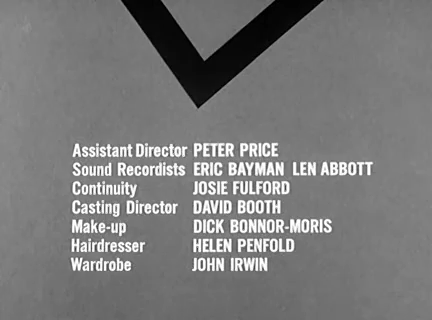 Assistant Director PETER PRICE
Sound Recordists ERIC BAYMAN LEN ABBOTT
Continuity JOSIE FULFORD
Casting Director DAVID BOOTH
Make-up DICK BONNOR-MORIS
Hairdresser HELEN PENFOLD
Wardrobe JOHN IRWIN